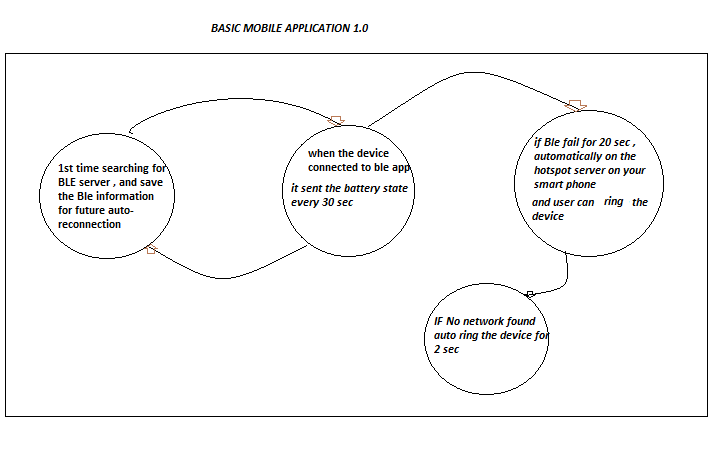 BASIC MOBILE APPLICATION 1.0
1st time searching for
BLE server , and save
the Ble information
for future auto-
reconnection
when the device
connected to ble app
it sent the battery state
every 30 sec
if Ble fail for 20 sec ,
automatically on the
hotspot server on your
smart phone
and user can ring the
device
IF No network found
auto ring the device for
2 sec